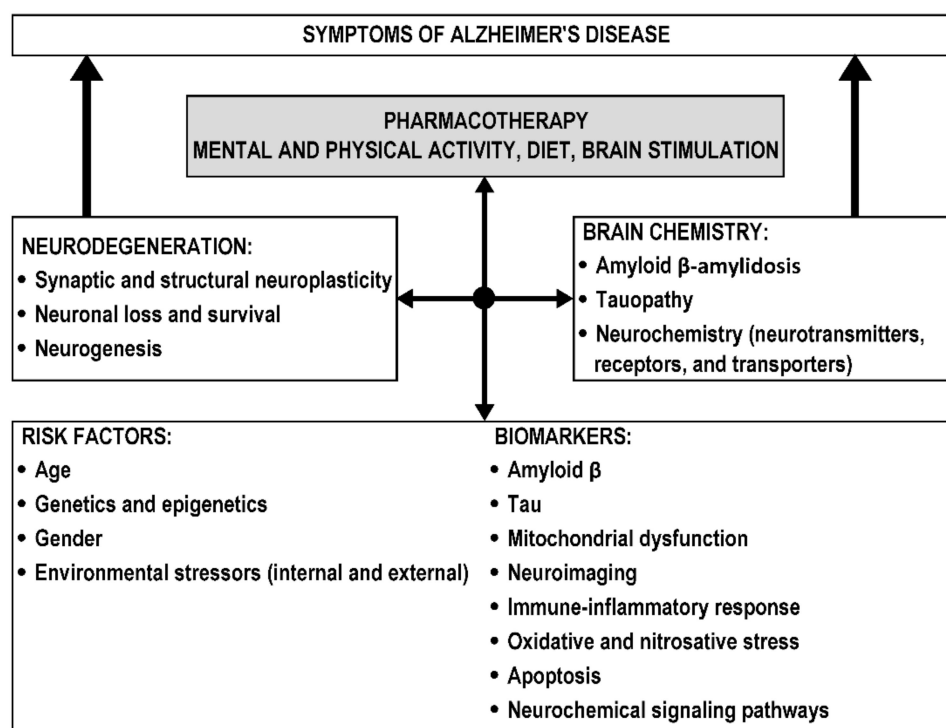 SYMPTOMS OF ALZHEIMER'S DISEASE
PHARMACOTHERAPY
MENTAL AND PHYSICAL ACTIVITY, DIET, BRAIN STIMULATION
NEURODEGENERATION:
• Synaptic and structural neuroplasticity
• Neuronal loss and survival
• Neurogenesis
BRAIN CHEMISTRY:
• Amyloid β-amylidosis
• Tauopathy
• Neurochemistry (neurotransmitters,
receptors, and transporters)
RISK FACTORS:
• Age
• Genetics and epigenetics
• Gender
• Environmental stressors (internal and external)
BIOMARKERS:
• Amyloid β
• Tau
• Mitochondrial dysfunction
• Neuroimaging
• Immune-inflammatory response
• Oxidative and nitrosative stress
• Apoptosis
• Neurochemical signaling pathways